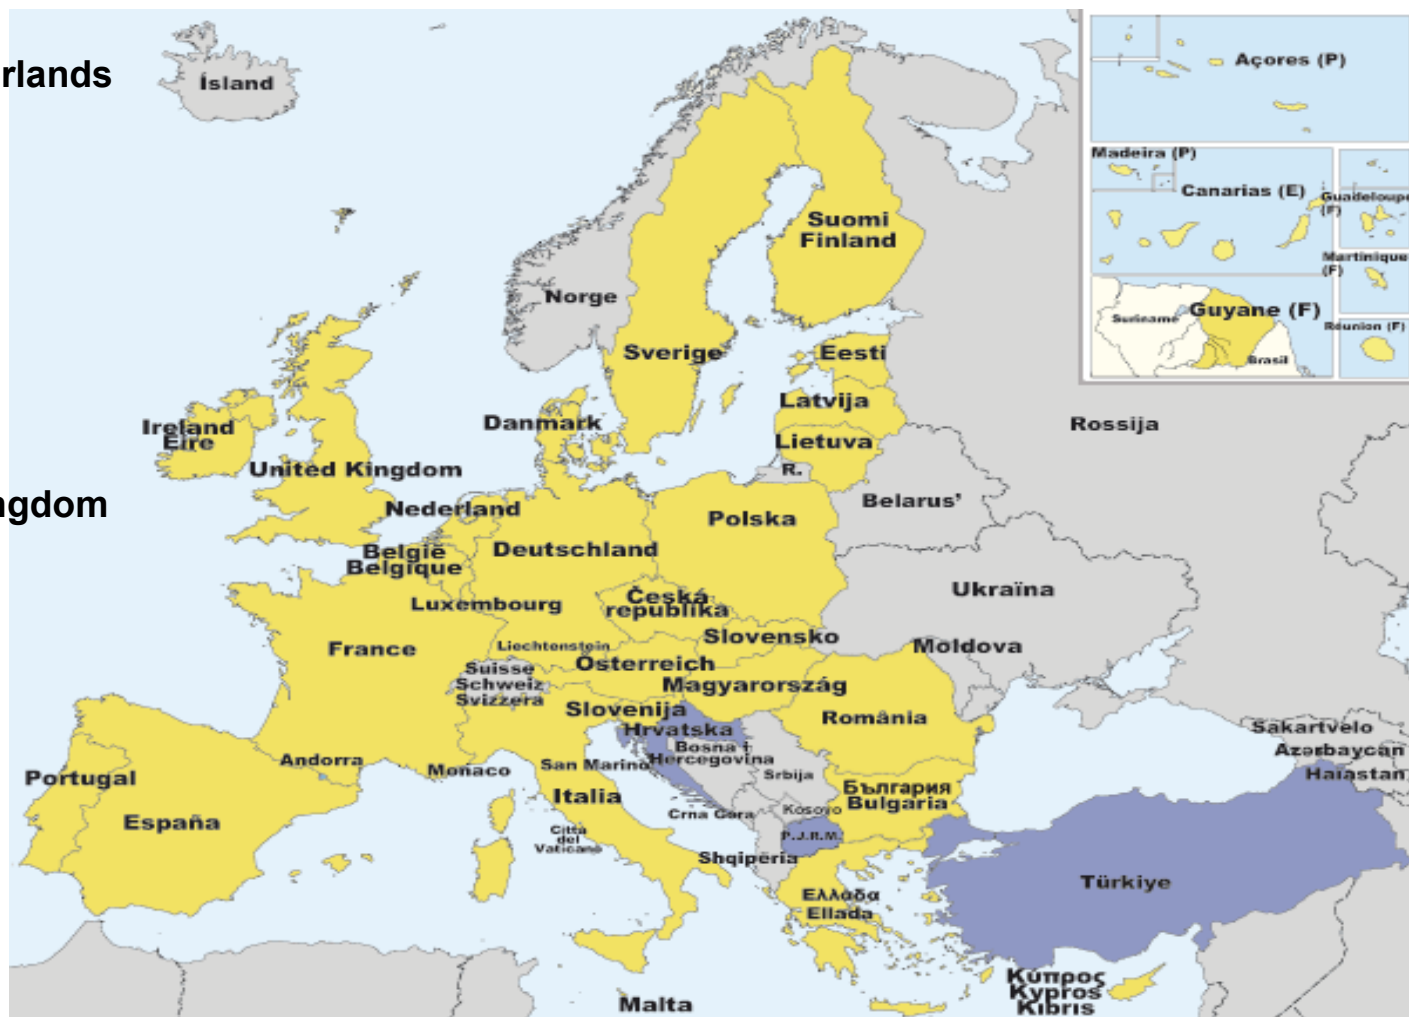 rlands
Ísland
Açores (P)
Madeira (P)
Canarias (E)
Guadeloupe
(F)
Martinique
(F)
Suomi
Finland
Norge
Suriname
Guyane (F)
Réunion (F)
Brasil
Sverige
Eesti
Latvija
Danmark
Rossija
Ireland
Éire
Lietuva
R.
United Kingdom
ngdom
Nederland
Belarus'
Polska
België
Belgique
Deutschland
Ukraïna
Luxembourg
Česká
republika
France
Liechtenstein
Slovensko
Moldova
Suisse
Schweiz
Svizzera
Österreich
Magyarország
Slovenija
România
Hrvatska
Bosna i
Hercegovina
Sakartvelo
Azərbaycan
Haiastan
Andorra
Monaco
San Marino
Srbija
Portugal
España
Italia
България
Bulgaria
Kosovo
Crna Gora
Città
del
Vaticano
P.J.R.M.
Shqipëria
Türkiye
Ελλάδα
Ellada
Κύπρος
Kypros
Kıbrıs
Malta